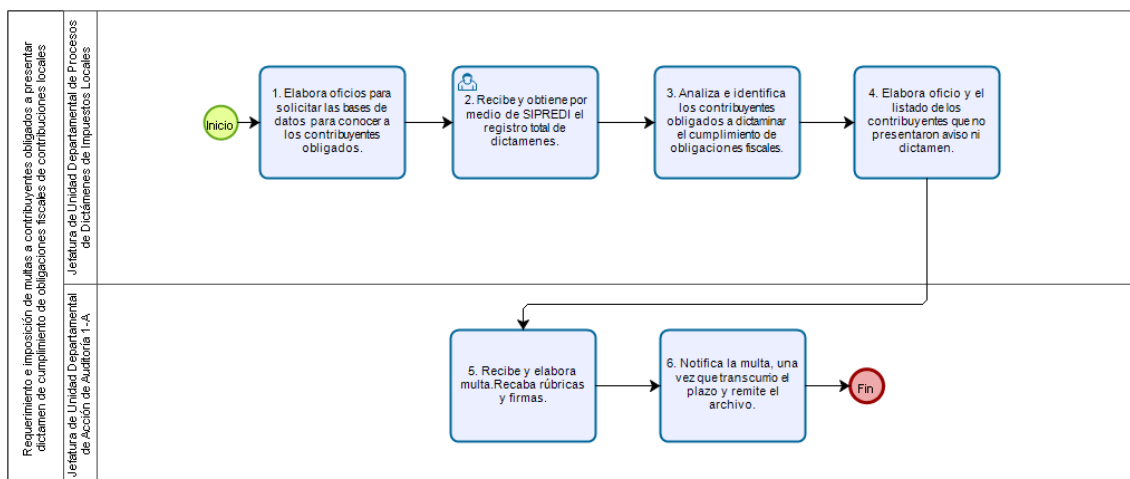 Requerimiento e imposición de multas a contribuyentes obligados a presentar
dictamen de cumplimiento de obligaciones fiscales de contribuciones locales
Jefatura de Unidad Departamental de Procesos
de Dictámenes de Impuestos Locales
Inicio
1. Elabora oficios para
solicitar las bases de
datos para conocer a
los contribuyentes
obligados.
2. Recibe y obtiene por
medio de SIPREDI el
registro total de
dictamenes.
3. Analiza e identifica
los contribuyentes
obligados a dictaminar
el cumplimiento de
obligaciones fiscales.
4. Elabora oficio y el
listado de los
contribuyentes que no
presentaron aviso ni
dictamen.
Jefatura de Unidad Departamental
de Acción de Auditoría 1-A
5. Recibe y elabora
multa.Recaba rúbricas
y firmas.
6. Notifica la multa, una
vez que transcurrio el
plazo y remite el
archivo.
Fin